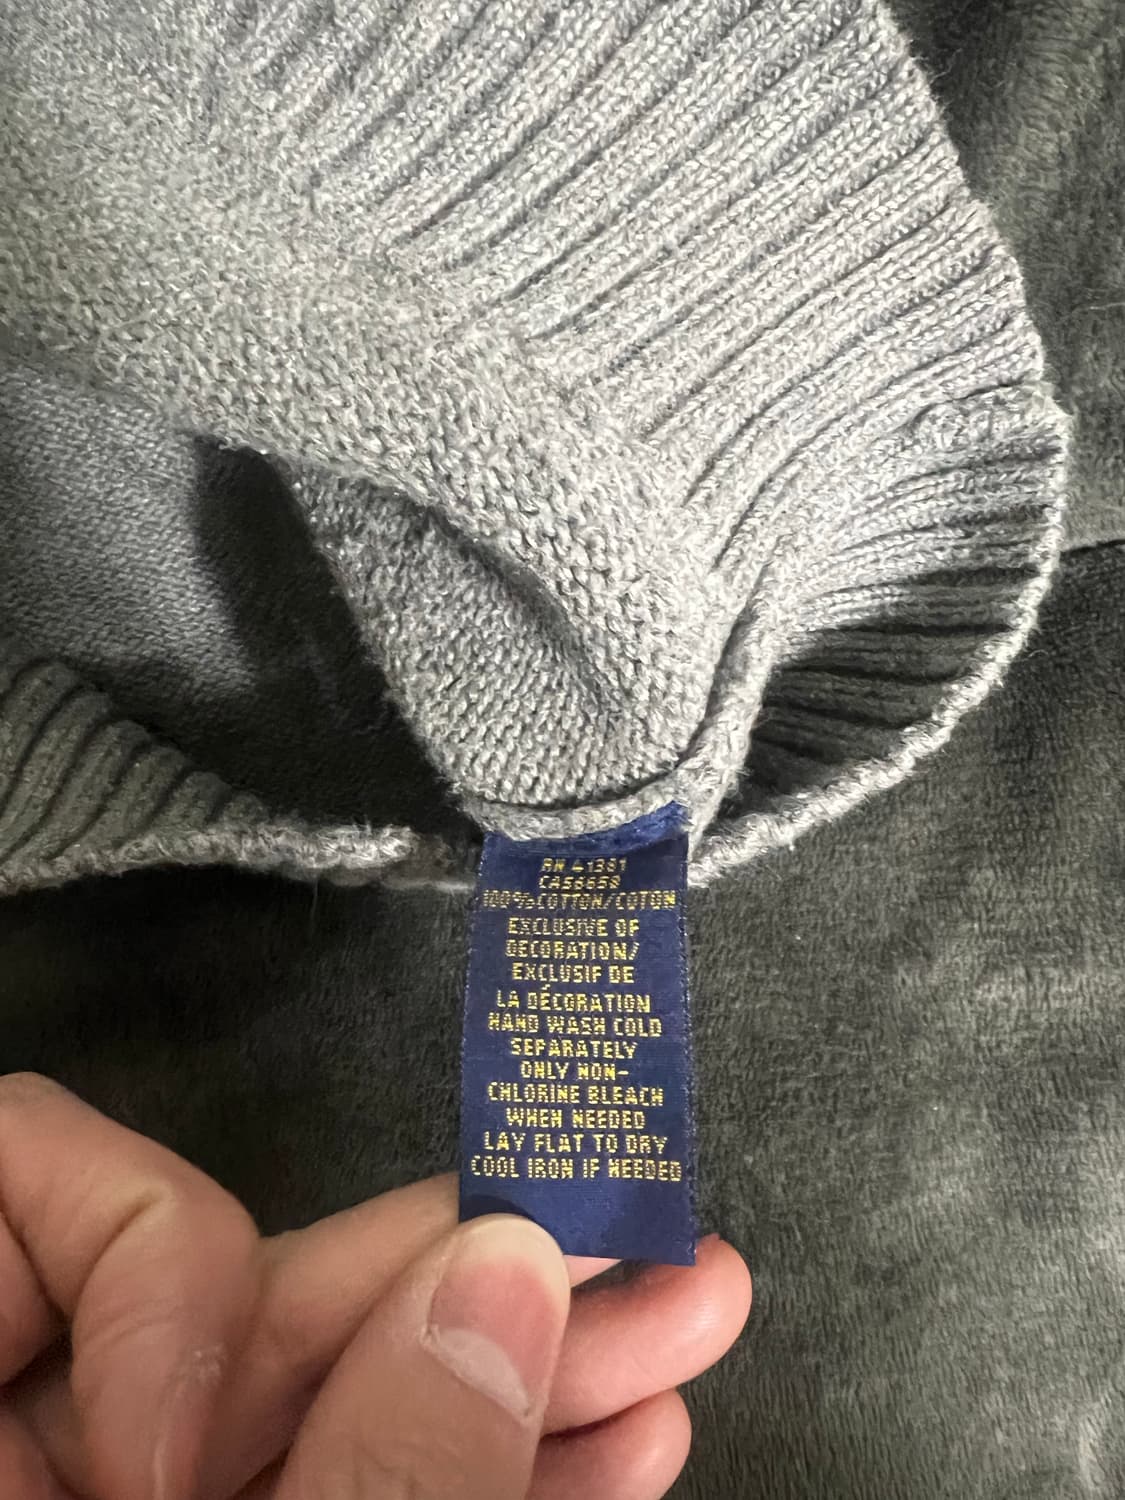 RN 41381
100% COTTON/COTON
EXCLUSIVE OF
DECORATION/
EXCLUSIF DE
LA DÉCORATION
HAND WASH COLD
SEPARATELY
ONLY NON-
CHLORINE BLEACH
WHEN NEEDED
LAY FLAT TO DRY
COOL IRON IF NEEDED